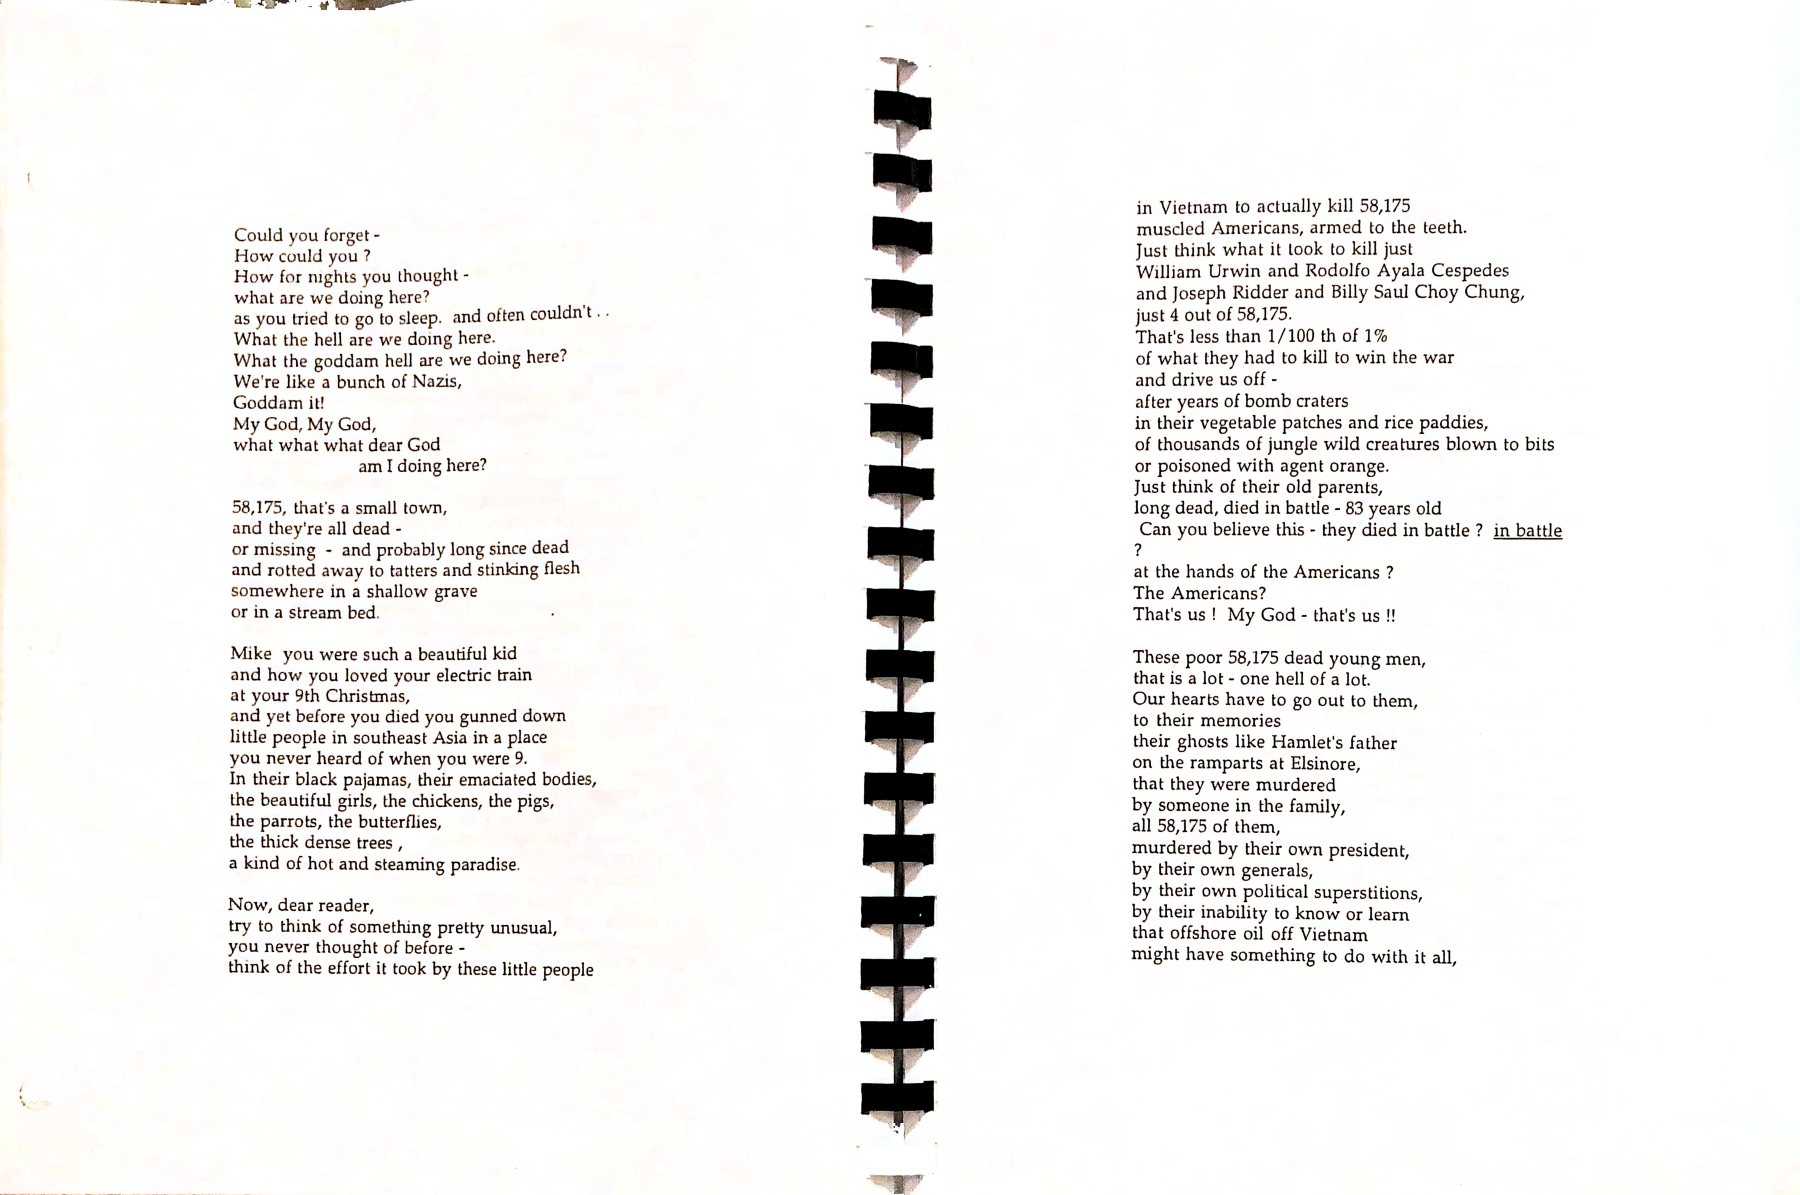 Could you forget -
How could you ?
How for nights you thought -
what are we doing here?
as you tried to go to sleep.  and often couldn't . .
What the hell are we doing here.
What the goddam hell are we doing here?
We're like a bunch of Nazis,
Goddam it!
My God, My God,
what what what dear God
am I doing here?
58,175, that's a small town,
and they're all dead -
or missing  -  and probably long since dead
and rotted away to tatters and stinking flesh
somewhere in a shallow grave
or in a stream bed.
Mike  you were such a beautiful kid
and how you loved your electric train
at your 9th Christmas,
and yet before you died you gunned down
little people in southeast Asia in a place
you never heard of when you were 9.
In their black pajamas, their emaciated bodies,
the beautiful girls, the chickens, the pigs,
the parrots, the butterflies,
the thick dense trees ,
a kind of hot and steaming paradise.
Now, dear reader,
try to think of something pretty unusual,
you never thought of before -
think of the effort it took by these little people
in Vietnam to actually kill 58,175
muscled Americans, armed to the teeth.
Just think what it took to kill just
William Urwin and Rodolfo Ayala Cespedes
and Joseph Ridder and Billy Saul Choy Chung,
just 4 out of 58,175.
That's less than 1/100 th of 1%
of what they had to kill to win the war
and drive us off -
after years of bomb craters
in their vegetable patches and rice paddies,
of thousands of jungle wild creatures blown to bits
or poisoned with agent orange.
Just think of their old parents,
long dead, died in battle - 83 years old
Can you believe this - they died in battle ?  in battle
?
at the hands of the Americans ?
The Americans?
That's us !  My God - that's us !!
These poor 58,175 dead young men,
that is a lot - one hell of a lot.
Our hearts have to go out to them,
to their memories
their ghosts like Hamlet's father
on the ramparts at Elsinore,
that they were murdered
by someone in the family,
all 58,175 of them,
murdered by their own president,
by their own generals,
by their own political superstitions,
by their inability to know or learn
that offshore oil off Vietnam
might have something to do with it all,